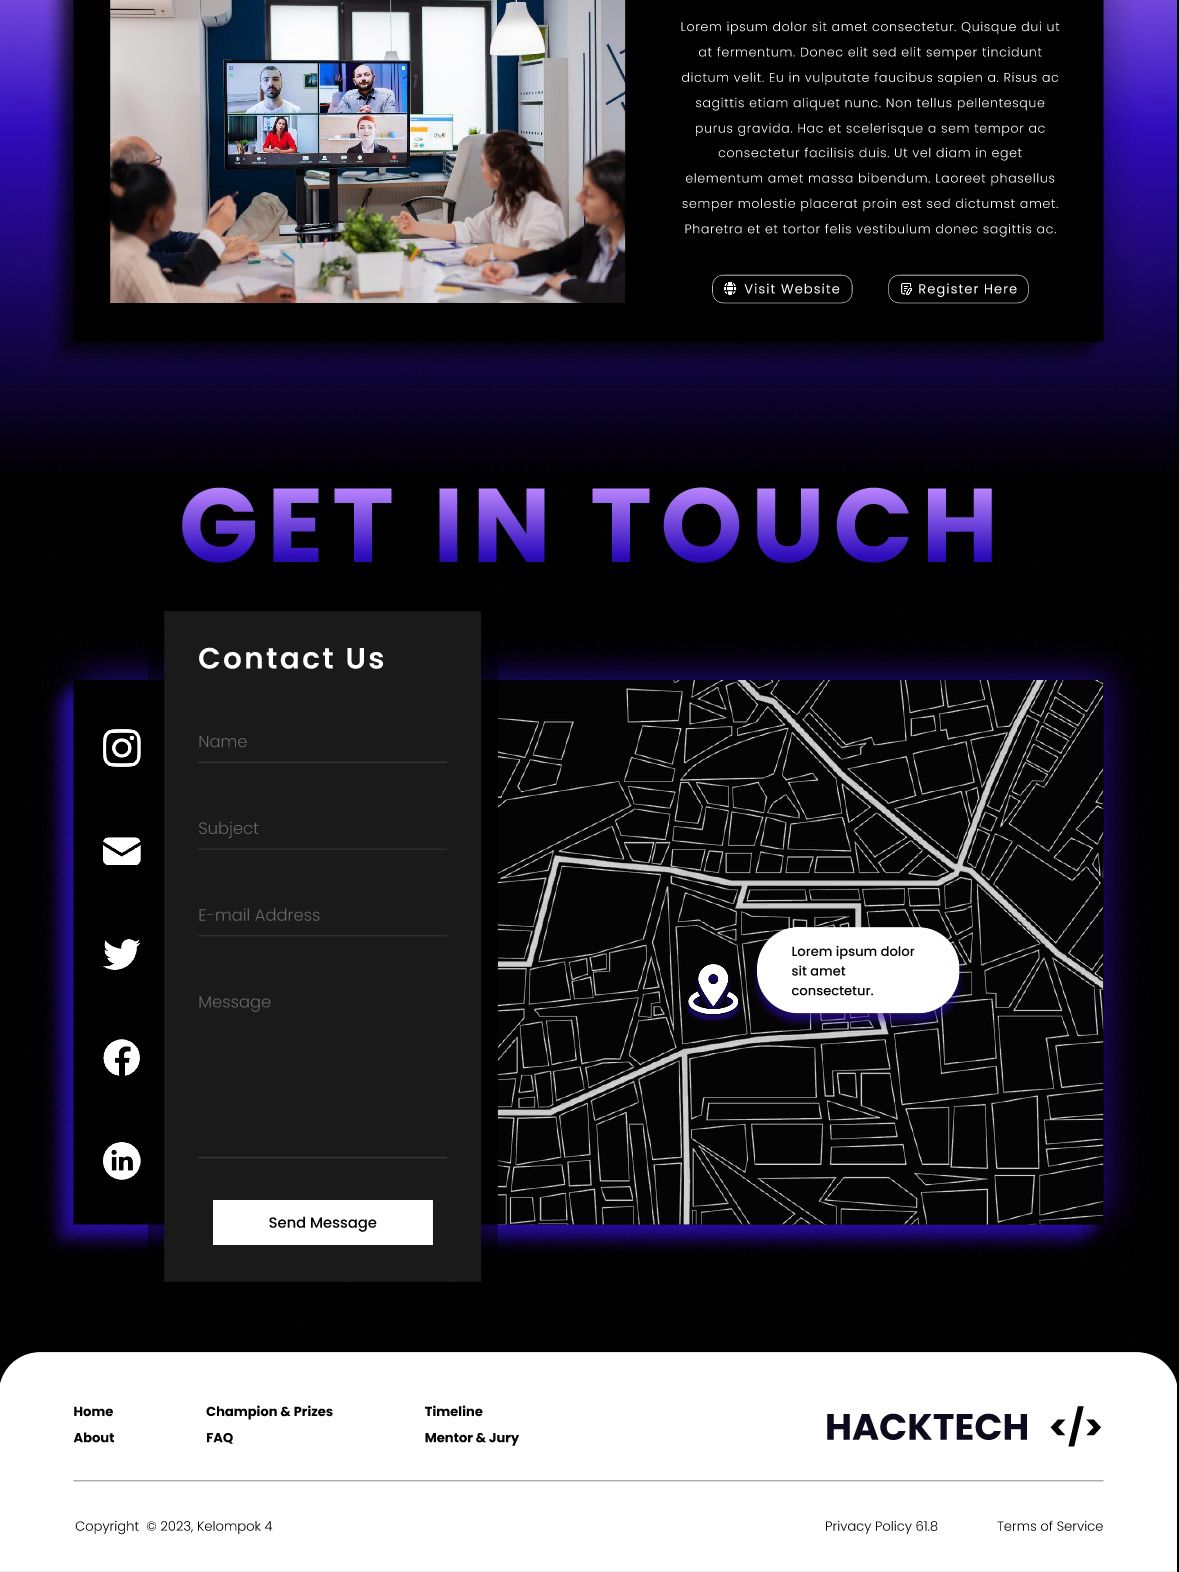 Lorem ipsum dolor sit amet consectetur. Quisque dui ut
at fermentum. Donec elit sed elit semper tincidunt
dictum velit. Eu in vulputate faucibus sapien a. Risus ac
sagittis etiam aliquet nunc. Non tellus pellentesque
purus gravida. Hac et scelerisque a sem tempor ac
consectetur facilisis duis. Ut vel diam in eget
elementum amet massa bibendum. Laoreet phasellus
semper molestie placerat proin est sed dictumst amet.
Pharetra et et tortor felis vestibulum donec sagittis ac.
Visit Website
Register Here
GET IN TOUCH
Contact Us
Name
Subject
E-mail Address
Message
Send Message
Lorem ipsum dolor
sit amet
consectetur.
Home
Champion & Prizes
Timeline
About
FAQ
Mentor & Jury
HACKTECH </>
Copyright © 2023, Kelompok 4
Privacy Policy 61.8
Terms of Service